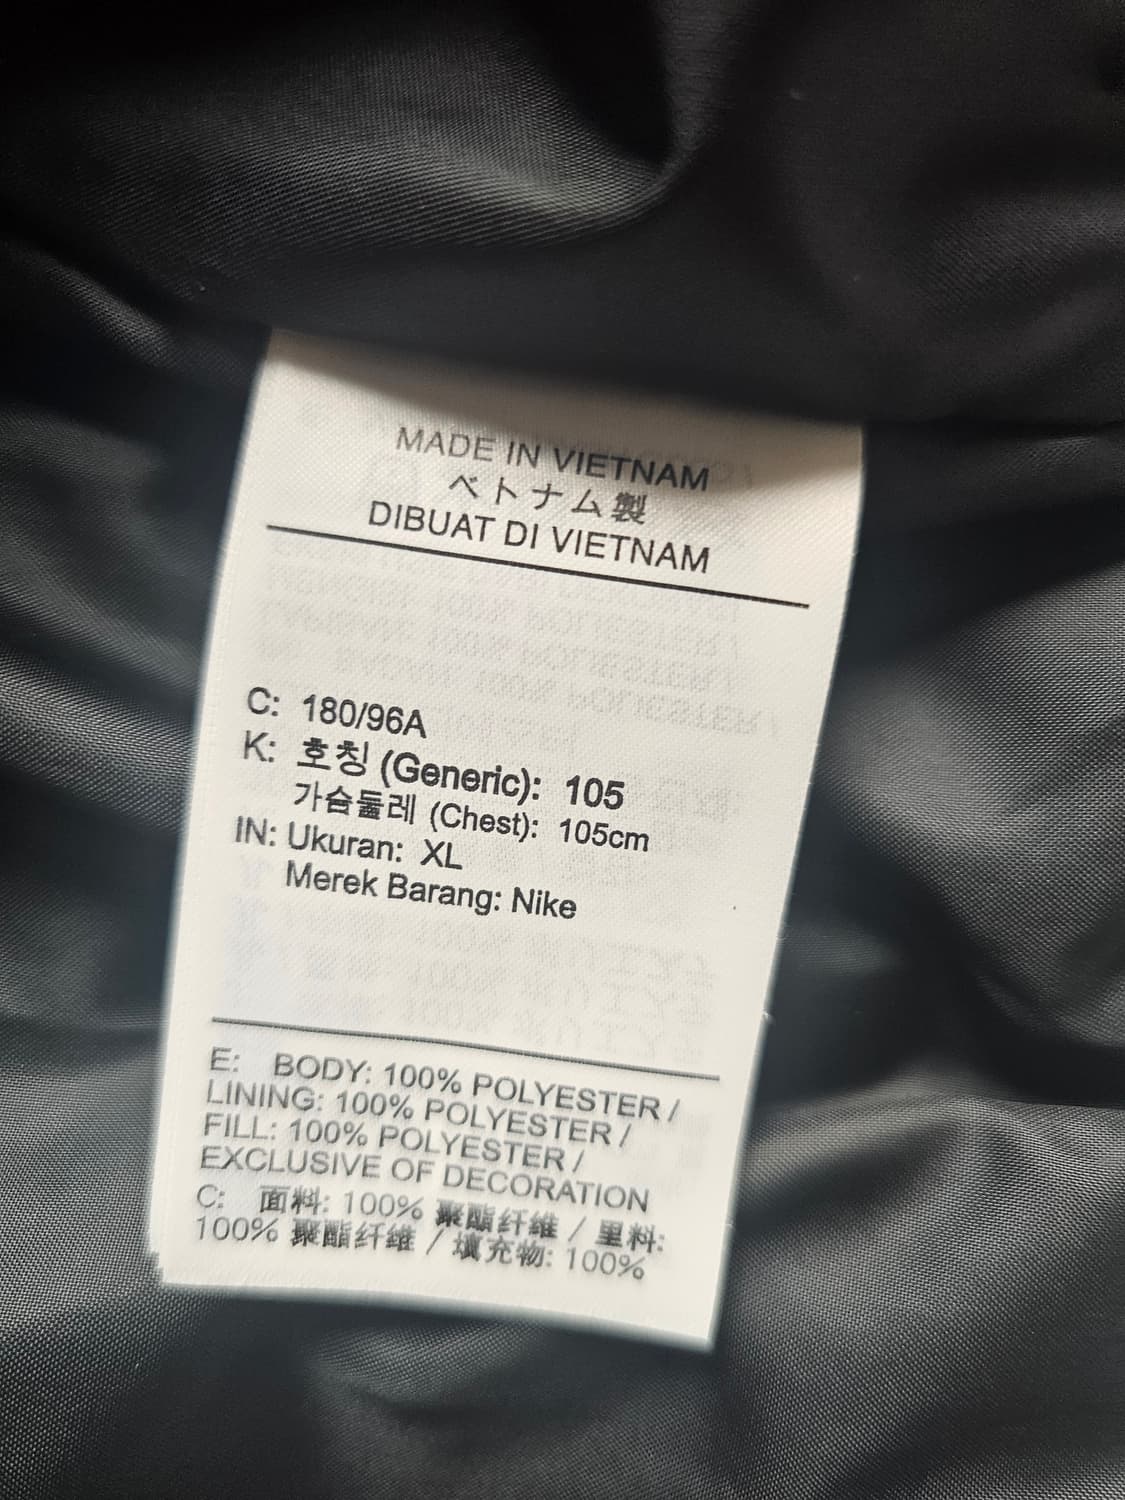 MADE IN VIETNAM
ベトナム製
DIBUAT DI VIETNAM
C: 180/96A
K: 호칭 (Generic): 105
가슴둘레 (Chest): 105cm
IN: Ukuran: XL
Merek Barang: Nike
E: BODY: 100% POLYESTER /
LINING: 100% POLYESTER /
FILL: 100% POLYESTER /
EXCLUSIVE OF DECORATION
C: 面料: 100% 聚酯纤维 / 里料:
100% 聚酯纤维 / 填充物: 100%